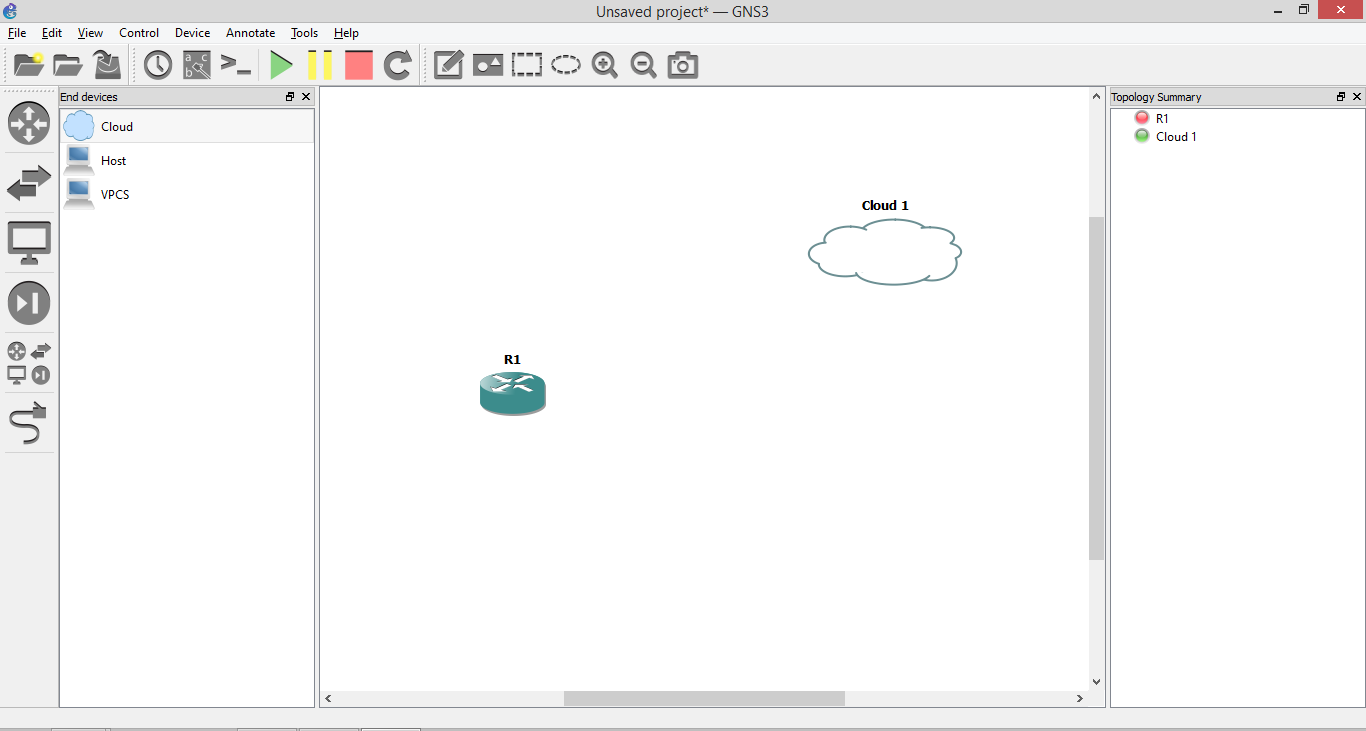 Unsaved project* — GNS3
File Edit View Control Device Annotate Tools Help
a c
b
>_
End devices
Cloud
Host
VPCS
Cloud 1
R1
Topology Summary
R1
Cloud 1